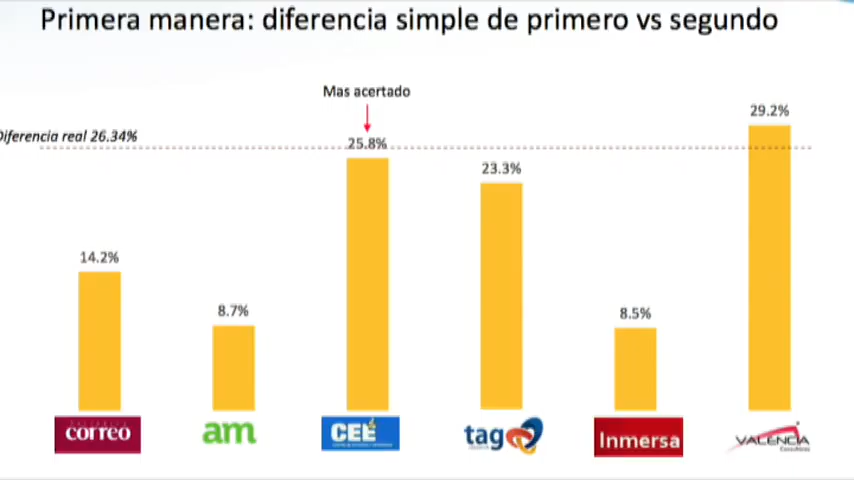 Primera manera: diferencia simple de primero vs segundo
Mas acertado
Diferencia real 26.34%
29.2%
25.8%
23.3%
14.2%
8.7%
8.5%
correo
am
CEE
tag
Inmersa
VALENCIA
Consultores